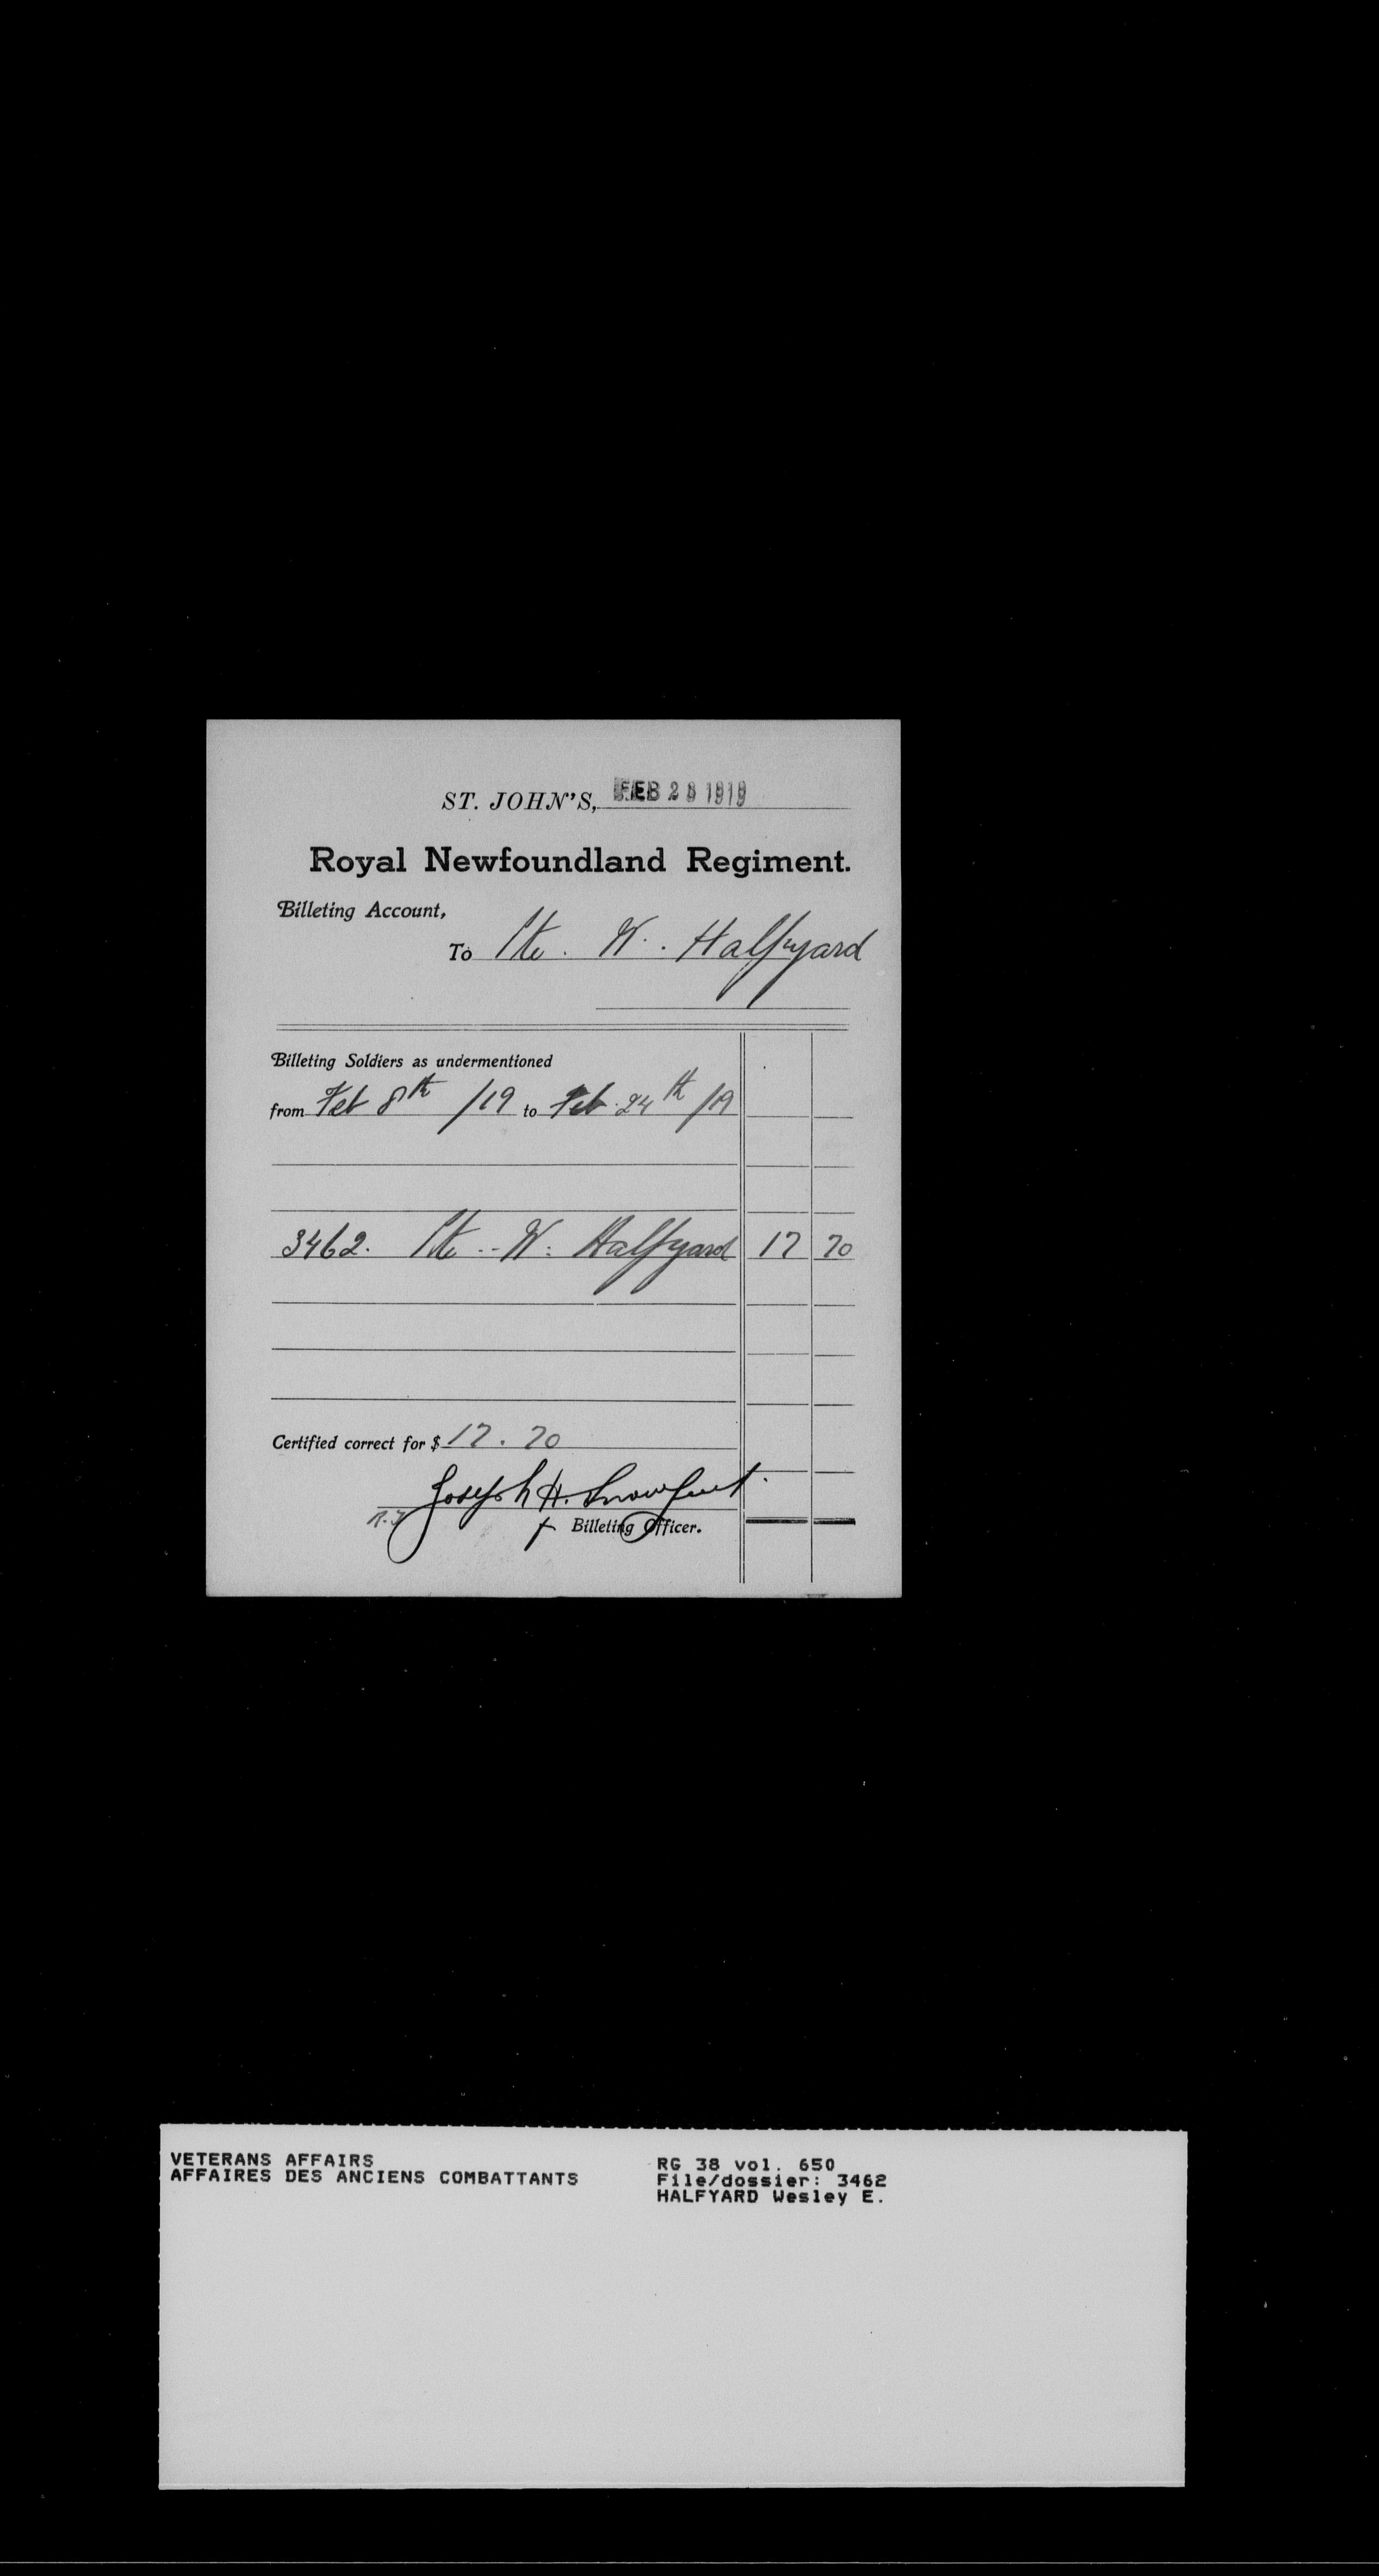 ST. JOHN'S, FEB 28 1919
Royal Newfoundland Regiment.
Billeting Account,
To Pte. W. Halfyard
Billeting Soldiers as undermentioned
from Feb 8th /19 to Feb 24th /19
3462. Pte. W. Halfyard 17 70
Certified correct for $ 17.70
Joseph H. Snow
Billeting Officer.
VETERANS AFFAIRS
AFFAIRES DES ANCIENS COMBATTANTS
RG 38 vol. 650
File/dossier: 3462
HALFYARD Wesley E.